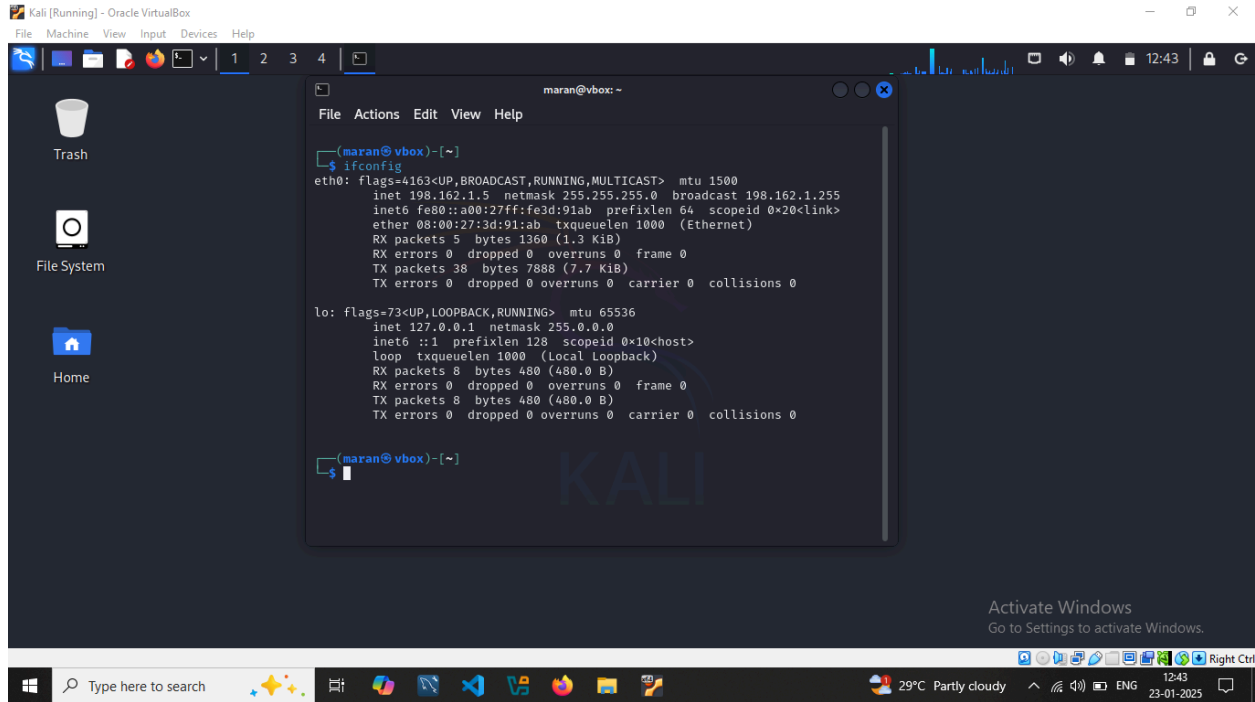 Kali [Running] - Oracle VirtualBox
File Machine View Input Devices Help
1 2 3 4
12:43
maran@vbox: ~
File Actions Edit View Help
Trash
File System
Home
┌──(maran㉿vbox)-[~]
└─$ ifconfig
eth0: flags=4163<UP,BROADCAST,RUNNING,MULTICAST>  mtu 1500
        inet 198.162.1.5  netmask 255.255.255.0  broadcast 198.162.1.255
        inet6 fe80::a00:27ff:fe3d:91ab  prefixlen 64  scopeid 0×20<link>
        ether 08:00:27:3d:91:ab  txqueuelen 1000  (Ethernet)
        RX packets 5  bytes 1360 (1.3 KiB)
        RX errors 0  dropped 0  overruns 0  frame 0
        TX packets 38  bytes 7888 (7.7 KiB)
        TX errors 0  dropped 0 overruns 0  carrier 0  collisions 0
lo: flags=73<UP,LOOPBACK,RUNNING>  mtu 65536
        inet 127.0.0.1  netmask 255.0.0.0
        inet6 ::1  prefixlen 128  scopeid 0×10<host>
        loop  txqueuelen 1000  (Local Loopback)
        RX packets 8  bytes 480 (480.0 B)
        RX errors 0  dropped 0  overruns 0  frame 0
        TX packets 8  bytes 480 (480.0 B)
        TX errors 0  dropped 0 overruns 0  carrier 0  collisions 0
┌──(maran㉿vbox)-[~]
└─$
KALI
Activate Windows
Go to Settings to activate Windows.
Right Ctrl
Type here to search
29°C Partly cloudy
ENG
12:43
23-01-2025